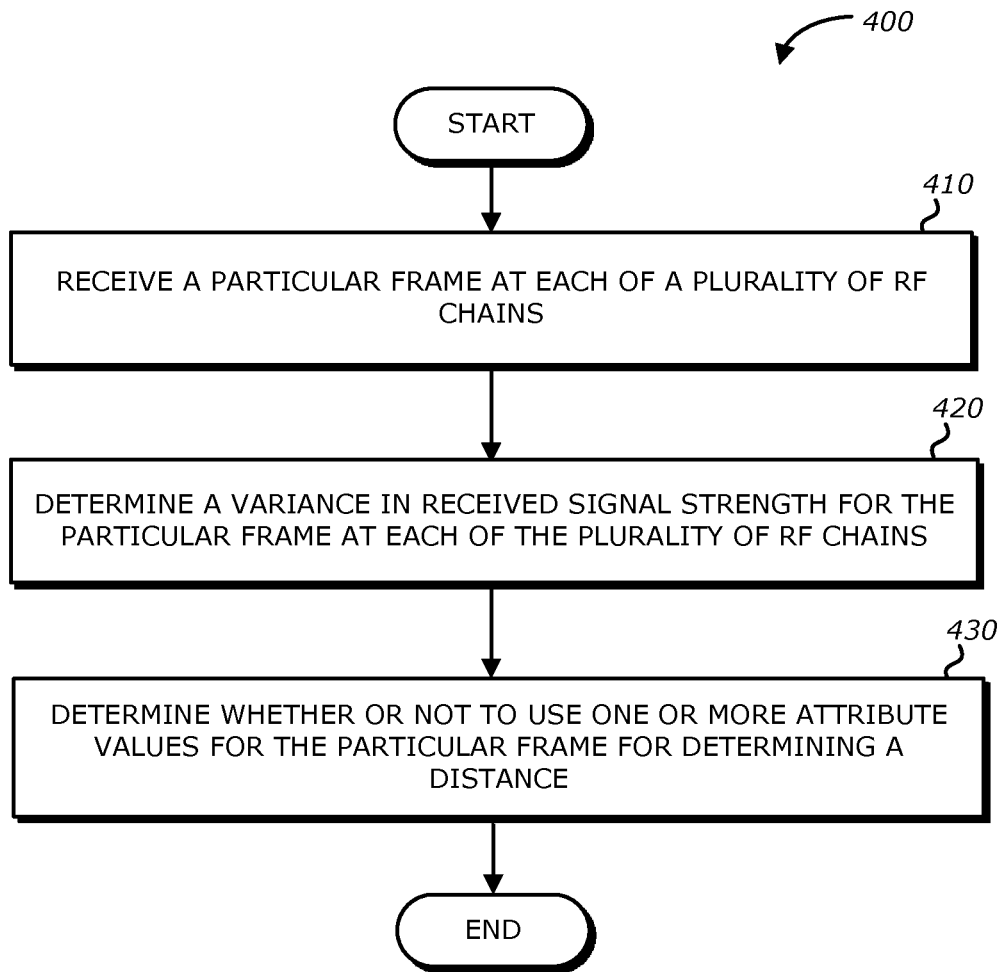 400
START
410
RECEIVE A PARTICULAR FRAME AT EACH OF A PLURALITY OF RF
CHAINS
420
DETERMINE A VARIANCE IN RECEIVED SIGNAL STRENGTH FOR THE
PARTICULAR FRAME AT EACH OF THE PLURALITY OF RF CHAINS
430
DETERMINE WHETHER OR NOT TO USE ONE OR MORE ATTRIBUTE
VALUES FOR THE PARTICULAR FRAME FOR DETERMINING A
DISTANCE
END